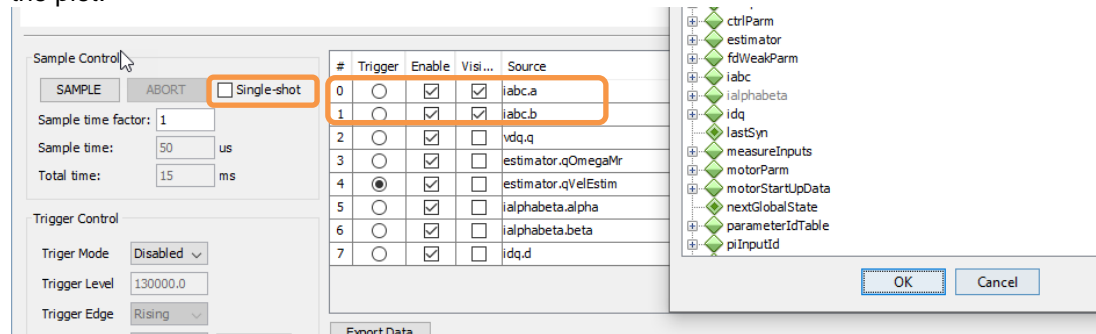 the plot.
Sample Control
SAMPLE ABORT Single-shot
Sample time factor: 1
Sample time: 50 us
Total time: 15 ms
Trigger Control
Triger Mode Disabled
Trigger Level 130000.0
Trigger Edge Rising
# Trigger Enable Visi... Source
0 iabc.a
1 iabc.b
2 vdq.q
3 estimator.qOmegaMr
4 estimator.qVelEstim
5 ialphabeta.alpha
6 ialphabeta.beta
7 idq.d
Export Data
ctrlParm
estimator
fdWeakParm
iabc
ialphabeta
idq
lastSyn
measureInputs
motorParm
motorStartUpData
nextGlobalState
parameterIdTable
piInputId
OK Cancel